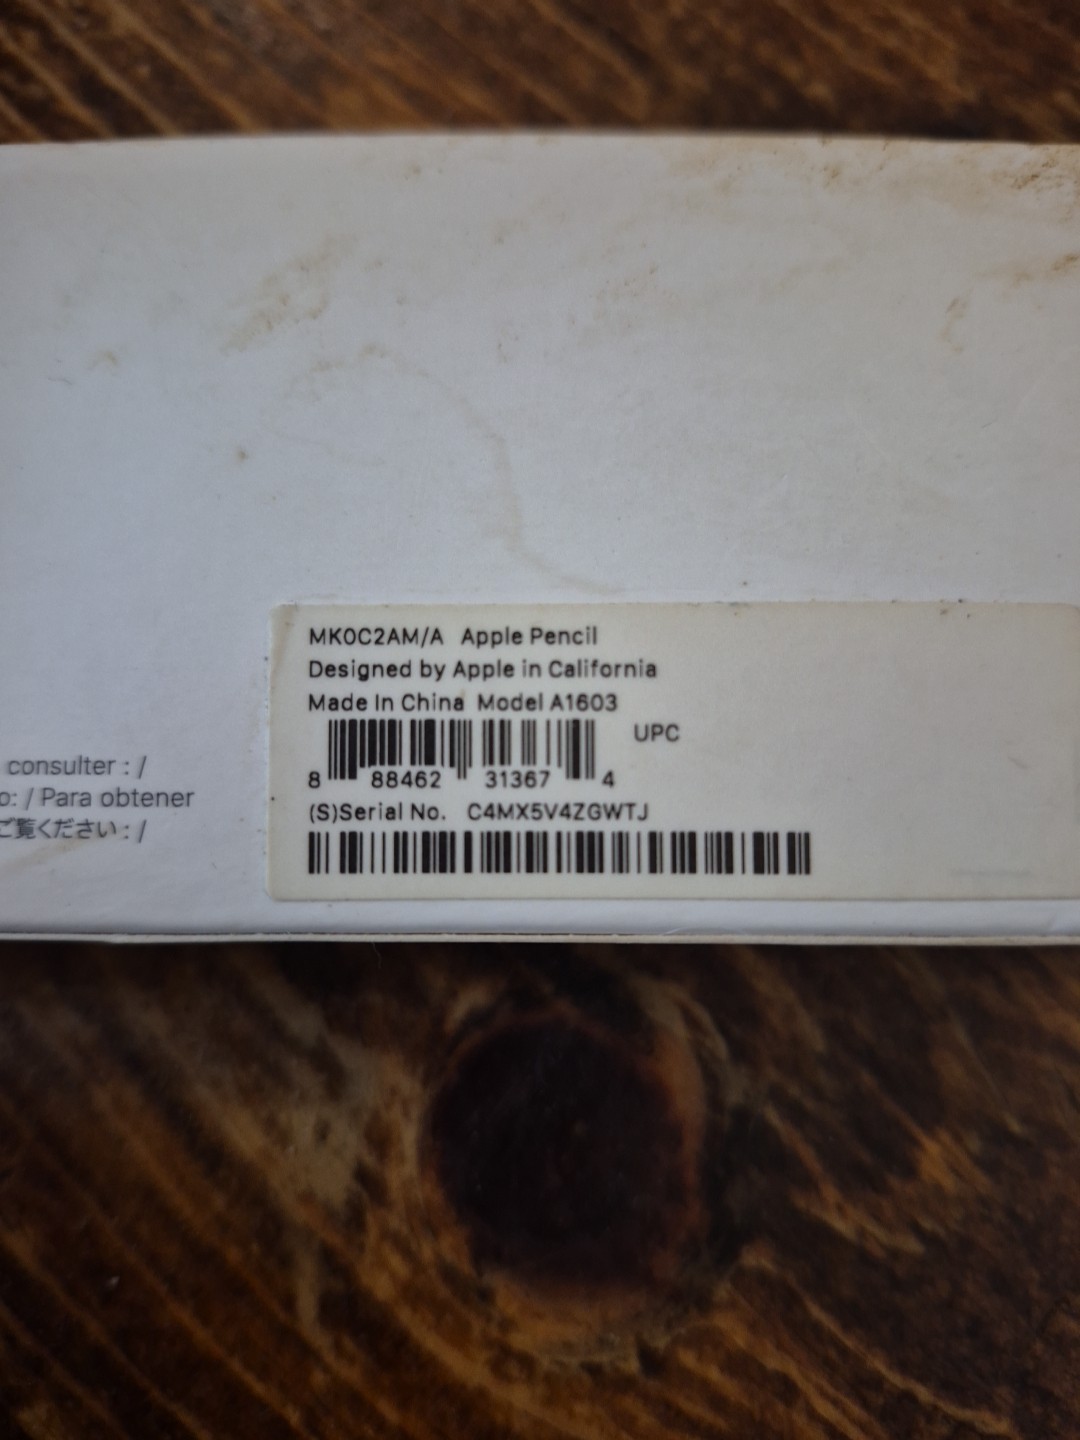 MK0C2AM/A Apple Pencil
Designed by Apple in California
Made In China Model A1603
UPC
8 88462 31367 4
(S)Serial No. C4MX5V4ZGWTJ
consulter : /
o: / Para obtener
ご覧ください : /